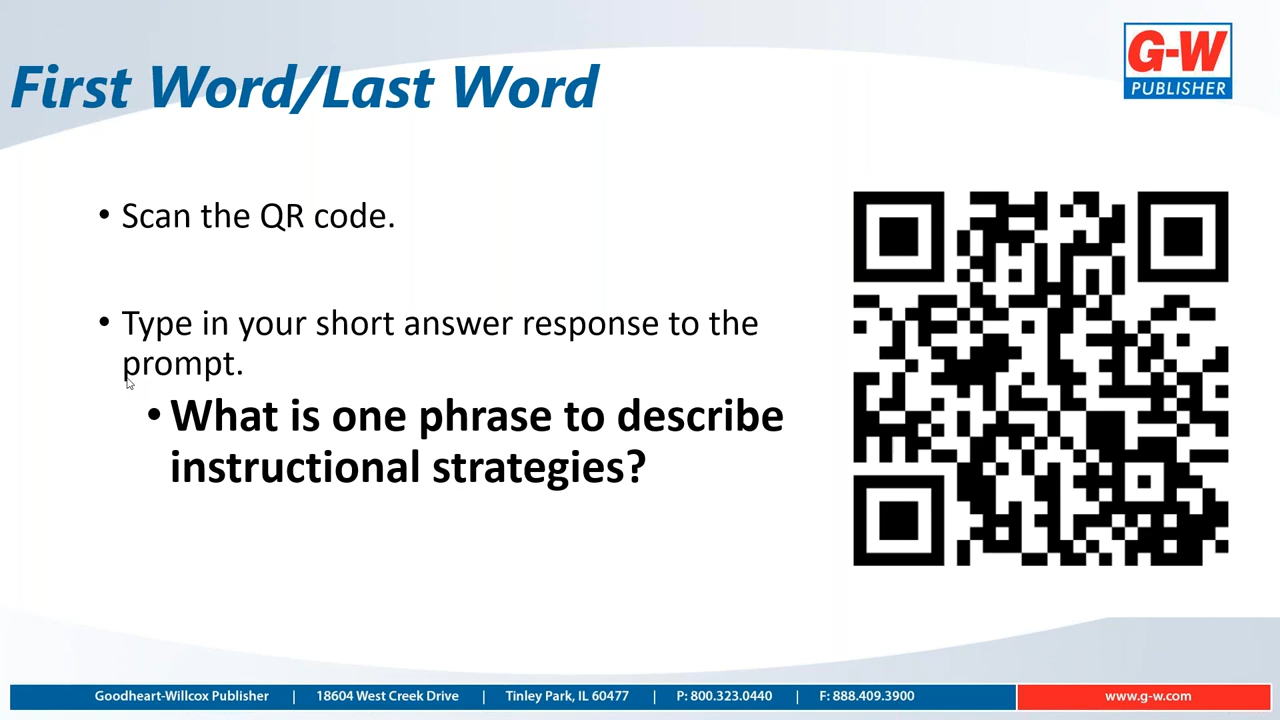 First Word/Last Word
G-W
PUBLISHER
• Scan the QR code.
• Type in your short answer response to the
prompt.
• What is one phrase to describe
instructional strategies?
Goodheart-Willcox Publisher | 18604 West Creek Drive | Tinley Park, IL 60477 | P: 800.323.0440 | F: 888.409.3900
www.g-w.com